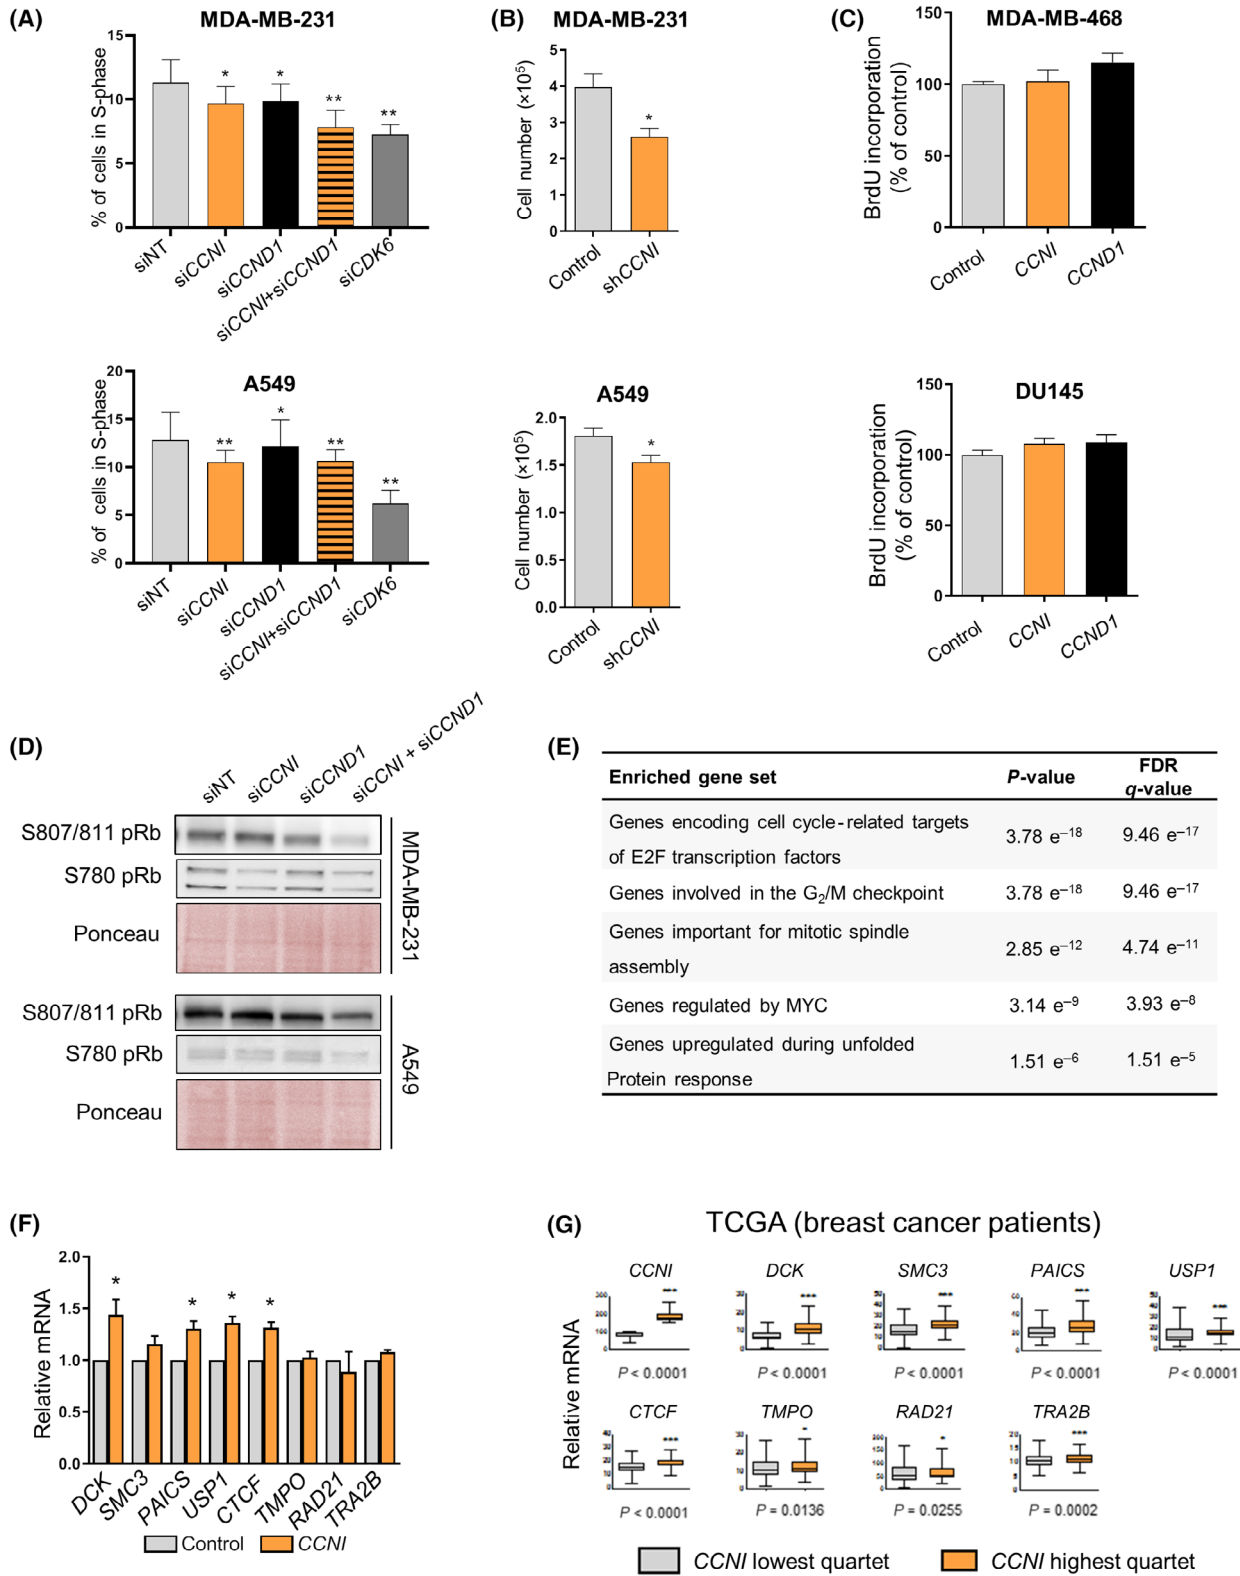 (A)
MDA-MB-231
% of cells in S-phase
15
10
5
0
*
*
**
**
siNT
siCCNI
siCCND1
siCCNI+siCCND1
siCDK6
A549
% of cells in S-phase
20
15
10
5
0
**
*
**
**
siNT
siCCNI
siCCND1
siCCNI+siCCND1
siCDK6
(B)
MDA-MB-231
Cell number (×10⁵)
5
4
3
2
1
0
*
Control
shCCNI
A549
Cell number (×10⁵)
2.0
1.5
1.0
0.5
0.0
*
Control
shCCNI
(C)
MDA-MB-468
BrdU incorporation
(% of control)
150
100
50
0
Control
CCNI
CCND1
DU145
BrdU incorporation
(% of control)
150
100
50
0
Control
CCNI
CCND1
(D)
siNT
siCCNI
siCCND1
siCCNI + siCCND1
S807/811 pRb
S780 pRb
Ponceau
MDA-MB-231
S807/811 pRb
S780 pRb
Ponceau
A549
(E)
Enriched gene set P-value FDR q-value
Genes encoding cell cycle-related targets
of E2F transcription factors 3.78 e⁻¹⁸ 9.46 e⁻¹⁷
Genes involved in the G₂/M checkpoint 3.78 e⁻¹⁸ 9.46 e⁻¹⁷
Genes important for mitotic spindle
assembly 2.85 e⁻¹² 4.74 e⁻¹¹
Genes regulated by MYC 3.14 e⁻⁹ 3.93 e⁻⁸
Genes upregulated during unfolded
Protein response 1.51 e⁻⁶ 1.51 e⁻⁵
(F)
Relative mRNA
2.0
1.5
1.0
0.5
0.0
*
*
*
*
DCK
SMC3
PAICS
USP1
CTCF
TMPO
RAD21
TRA2B
Control
CCNI
(G)
TCGA (breast cancer patients)
Relative mRNA
CCNI
P < 0.0001
DCK
P < 0.0001
SMC3
P < 0.0001
PAICS
P < 0.0001
USP1
P < 0.0001
CTCF
P < 0.0001
TMPO
P = 0.0136
RAD21
P = 0.0255
TRA2B
P = 0.0002
CCNI lowest quartet
CCNI highest quartet